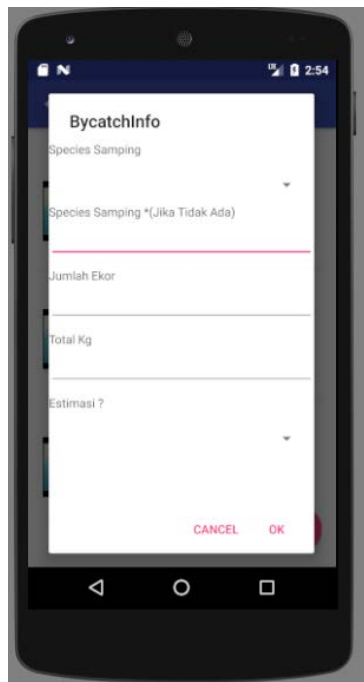 2:54
BycatchInfo
Species Samping
Species Samping *(Jika Tidak Ada)
Jumlah Ekor
Total Kg
Estimasi ?
CANCEL OK